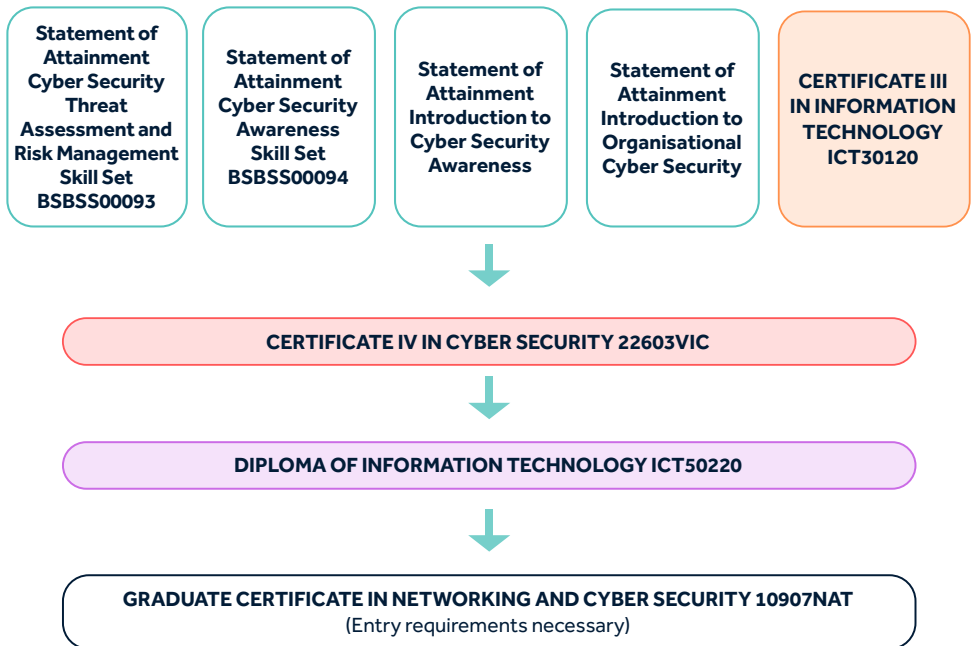 Statement of
Attainment
Cyber Security
Threat
Assessment and
Risk Management
Skill Set
BSBSS00093
Statement of
Attainment
Cyber Security
Awareness
Skill Set
BSBSS00094
Statement of
Attainment
Introduction to
Cyber Security
Awareness
Statement of
Attainment
Introduction to
Organisational
Cyber Security
CERTIFICATE III
IN INFORMATION
TECHNOLOGY
ICT30120
CERTIFICATE IV IN CYBER SECURITY 22603VIC
DIPLOMA OF INFORMATION TECHNOLOGY ICT50220
GRADUATE CERTIFICATE IN NETWORKING AND CYBER SECURITY 10907NAT
(Entry requirements necessary)